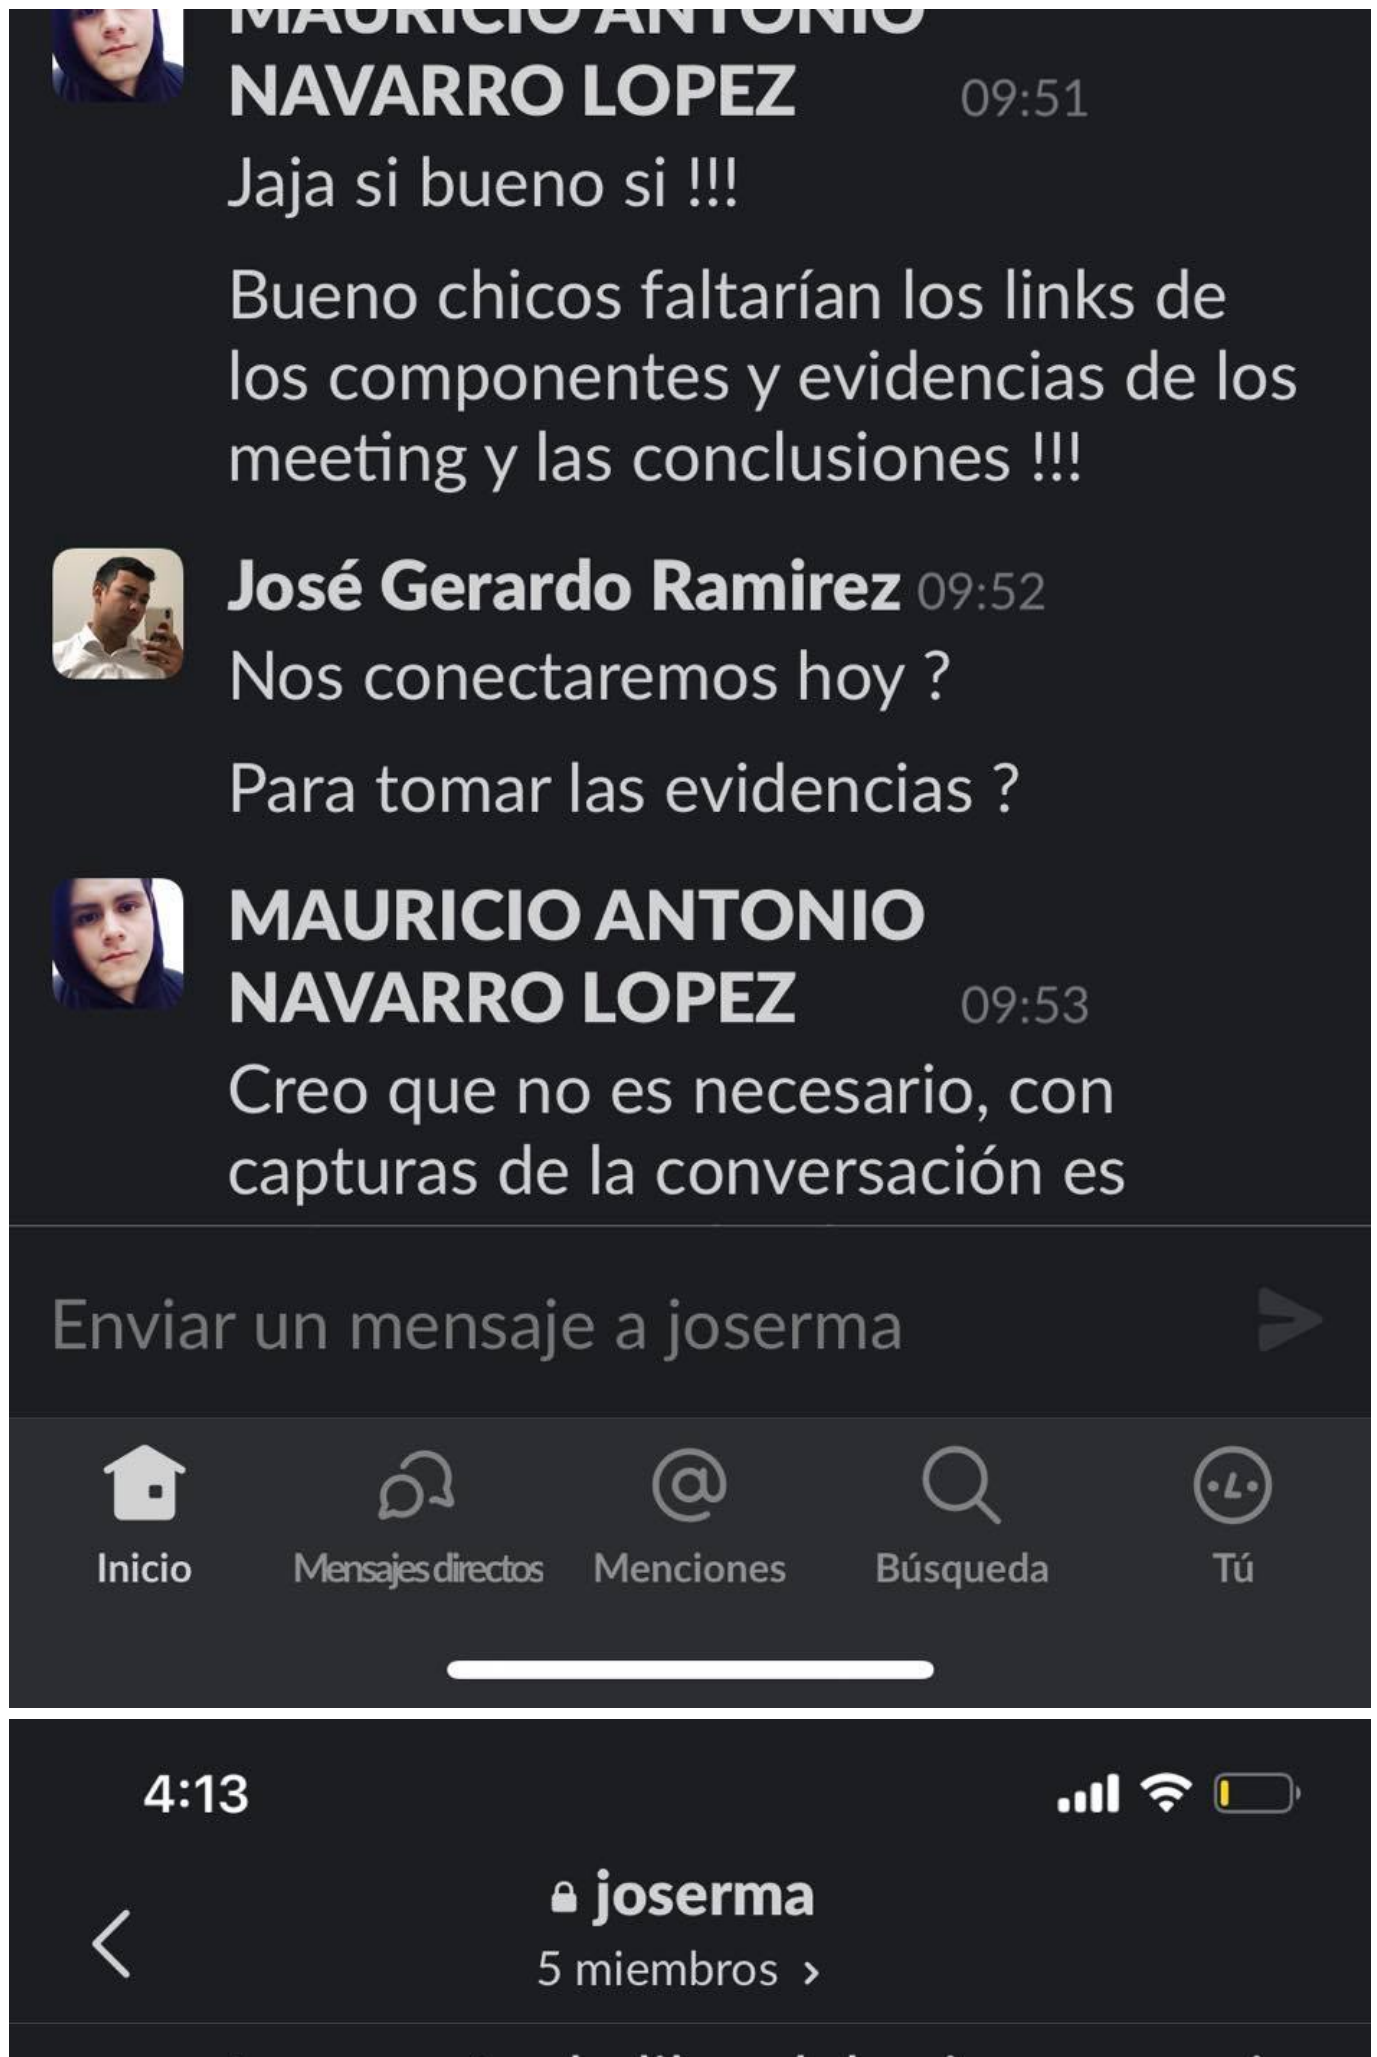 MAURICIO ANTONIO
NAVARRO LOPEZ 09:51
Jaja si bueno si !!!
Bueno chicos faltarían los links de
los componentes y evidencias de los
meeting y las conclusiones !!!
José Gerardo Ramirez 09:52
Nos conectaremos hoy ?
Para tomar las evidencias ?
MAURICIO ANTONIO
NAVARRO LOPEZ 09:53
Creo que no es necesario, con
capturas de la conversación es
Enviar un mensaje a joserma
Inicio Mensajes directos Menciones Búsqueda Tú
4:13
joserma
5 miembros >